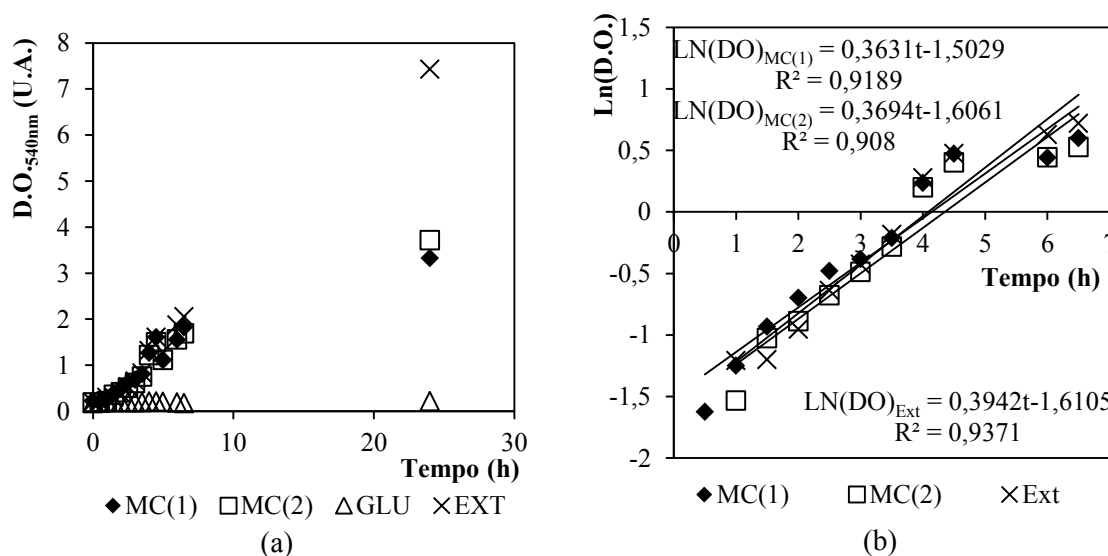 D.O.540nm (U.A.)
8
7
6
5
4
3
2
1
0
0
10
20
30
Tempo (h)
MC(1) MC(2) GLU EXT
(a)
Ln(D.O.)
1,5
1
0,5
0
-0,5
-1
-1,5
-2
LN(DO)MC(1) = 0,3631t-1,5029
R² = 0,9189
LN(DO)MC(2) = 0,3694t-1,6061
R² = 0,908
0 1 2 3 4 5 6 7
Tempo (h)
LN(DO)Ext = 0,3942t-1,6105
R² = 0,9371
MC(1) MC(2) Ext
(b)